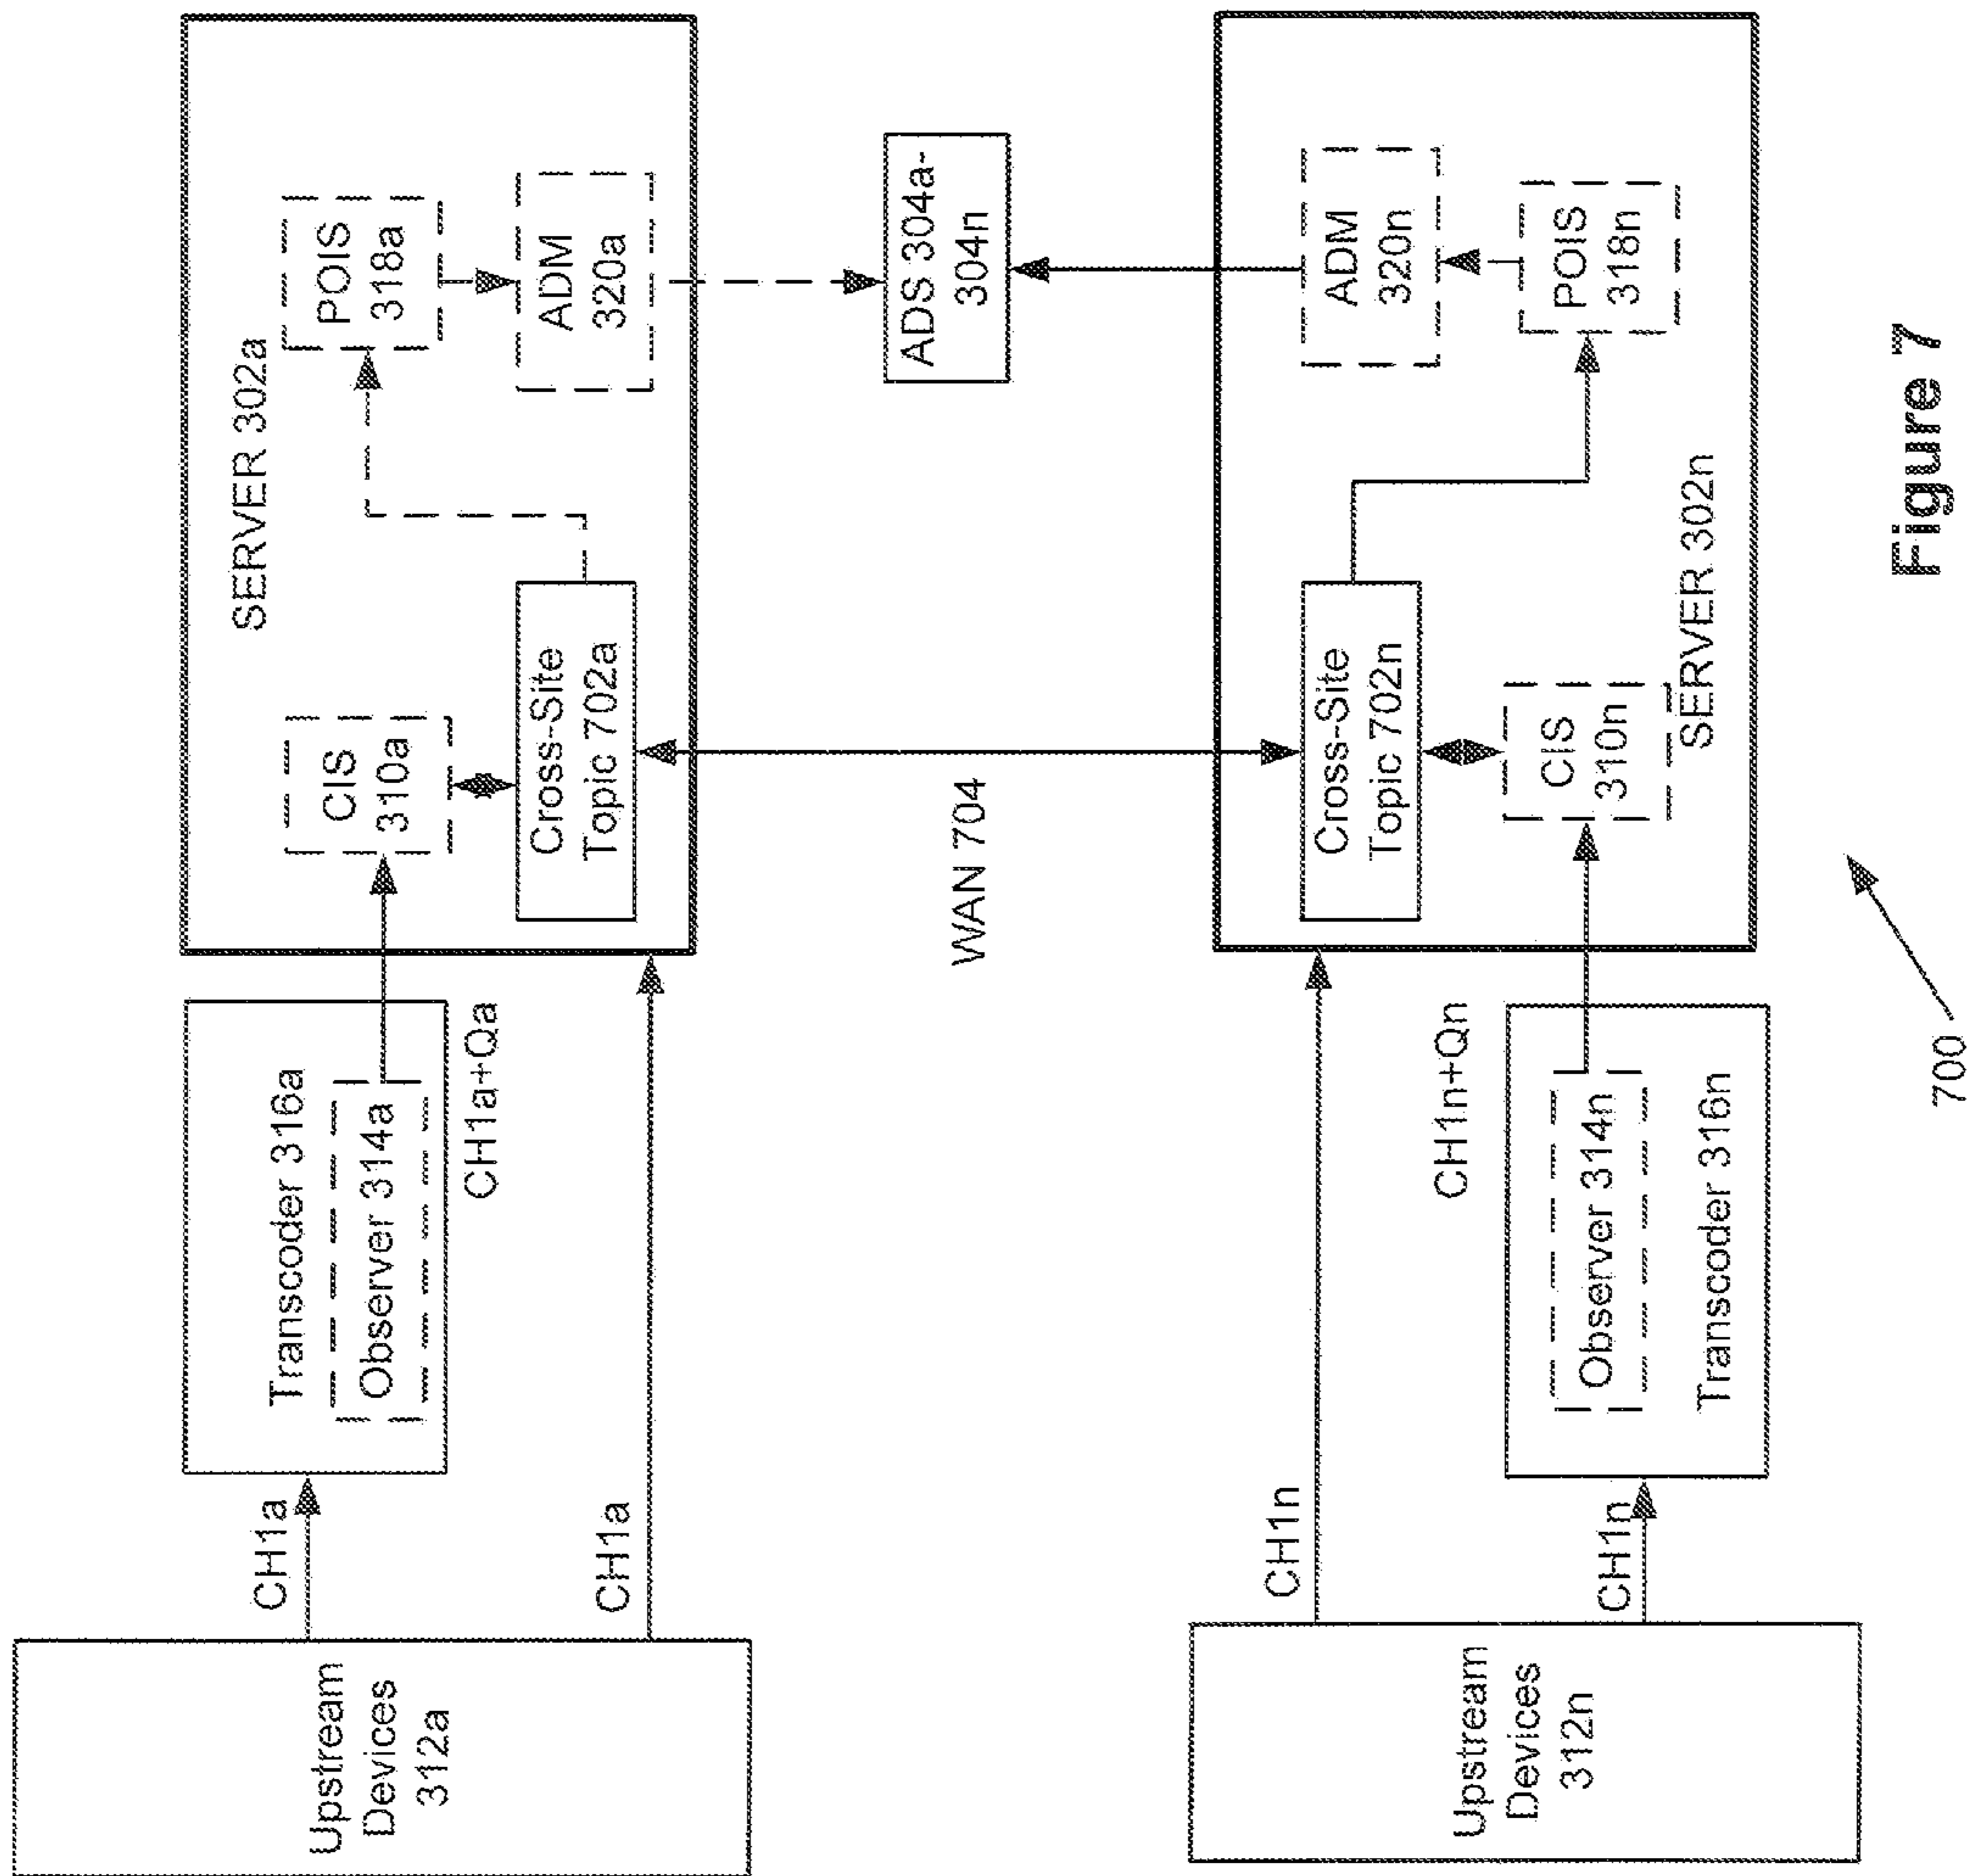 SERVER 302a
POIS
318a
ADM
320a
CIS
310a
Cross-Site
Topic 702a
Transcoder 316a
Observer 314a
CH1a+Qa
CH1a
CH1a
Upstream
Devices
312a
WAN 704
ADS 304a-
304n
ADM
320n
POIS
318n
Cross-Site
Topic 702n
CIS
310n
SERVER 302n
CH1n+Qn
Observer 314n
Transcoder 316n
CH1n
CH1n
Upstream
Devices
312n
700
Figure 7